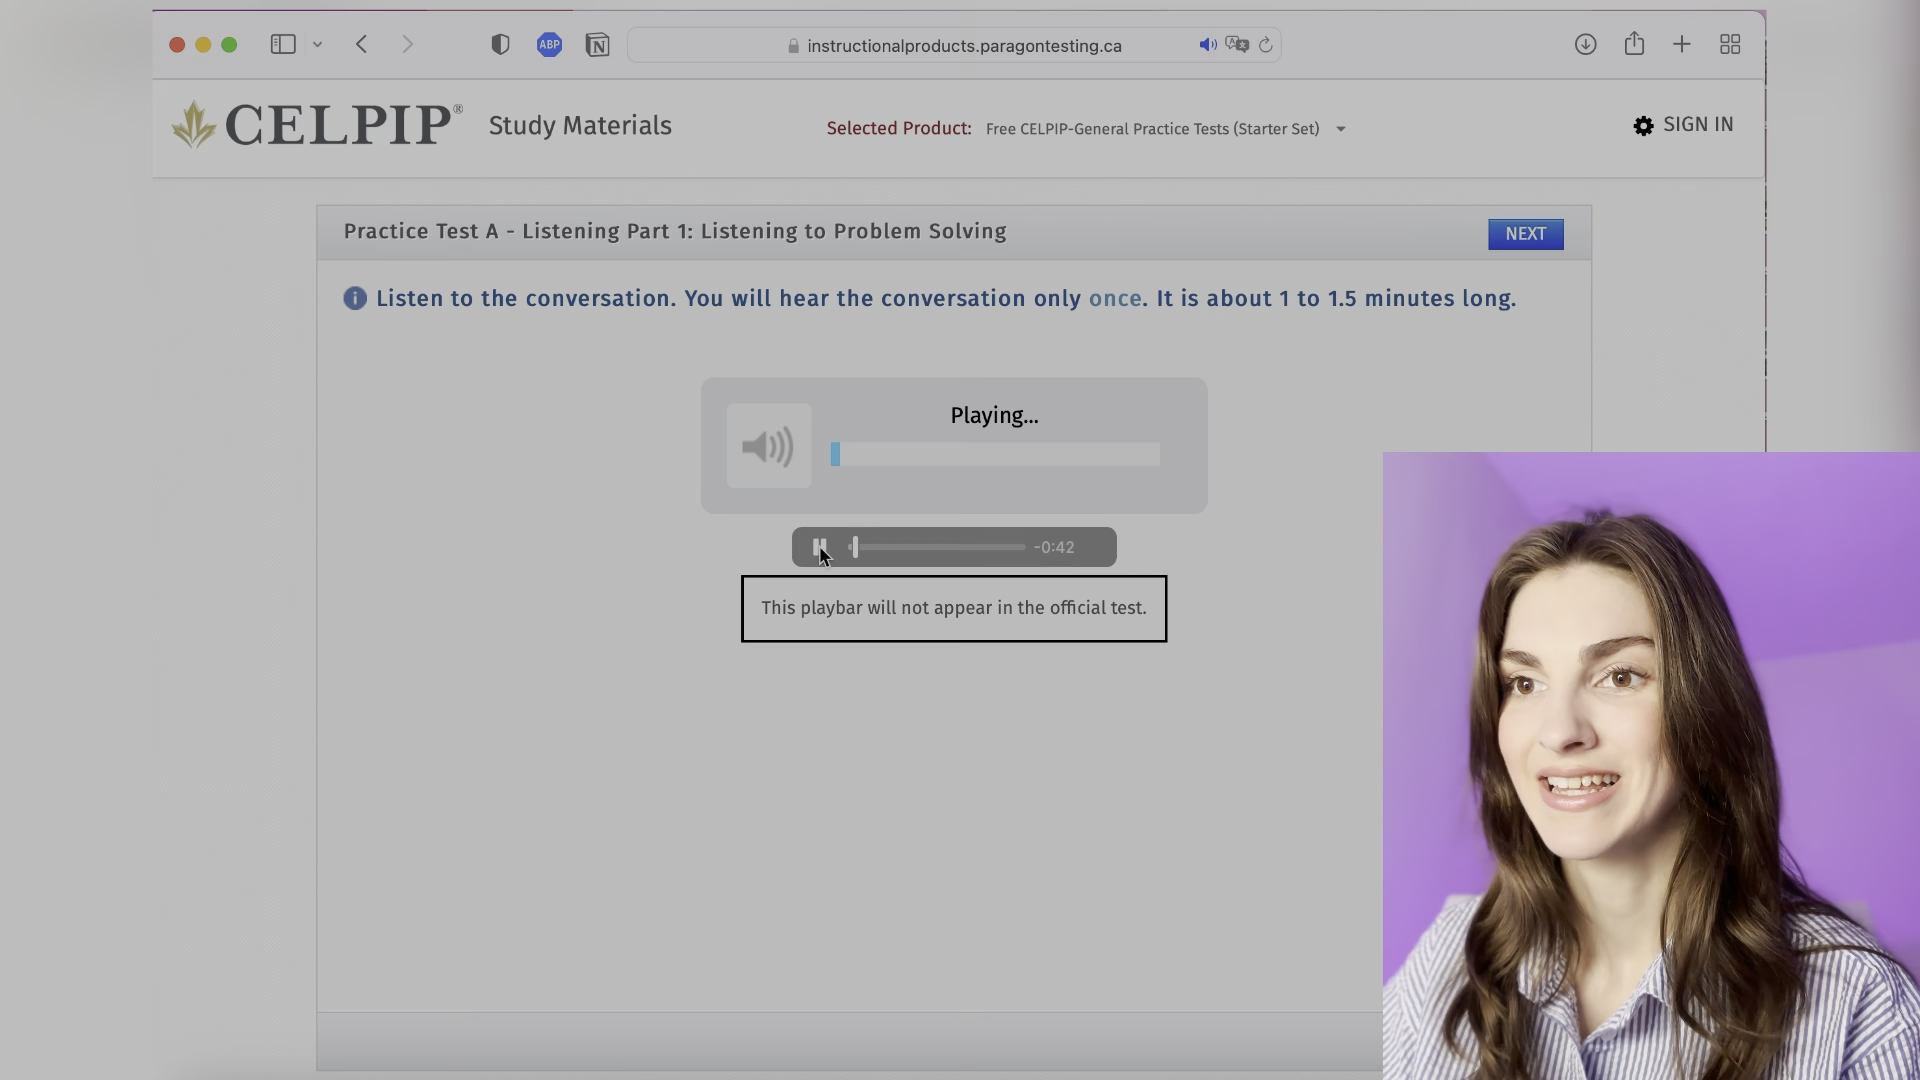 ABP
instructionalproducts.paragontesting.ca
CELPIP®
Study Materials
Selected Product: Free CELPIP-General Practice Tests (Starter Set)
SIGN IN
Practice Test A - Listening Part 1: Listening to Problem Solving
NEXT
Listen to the conversation. You will hear the conversation only once. It is about 1 to 1.5 minutes long.
Playing...
-0:42
This playbar will not appear in the official test.